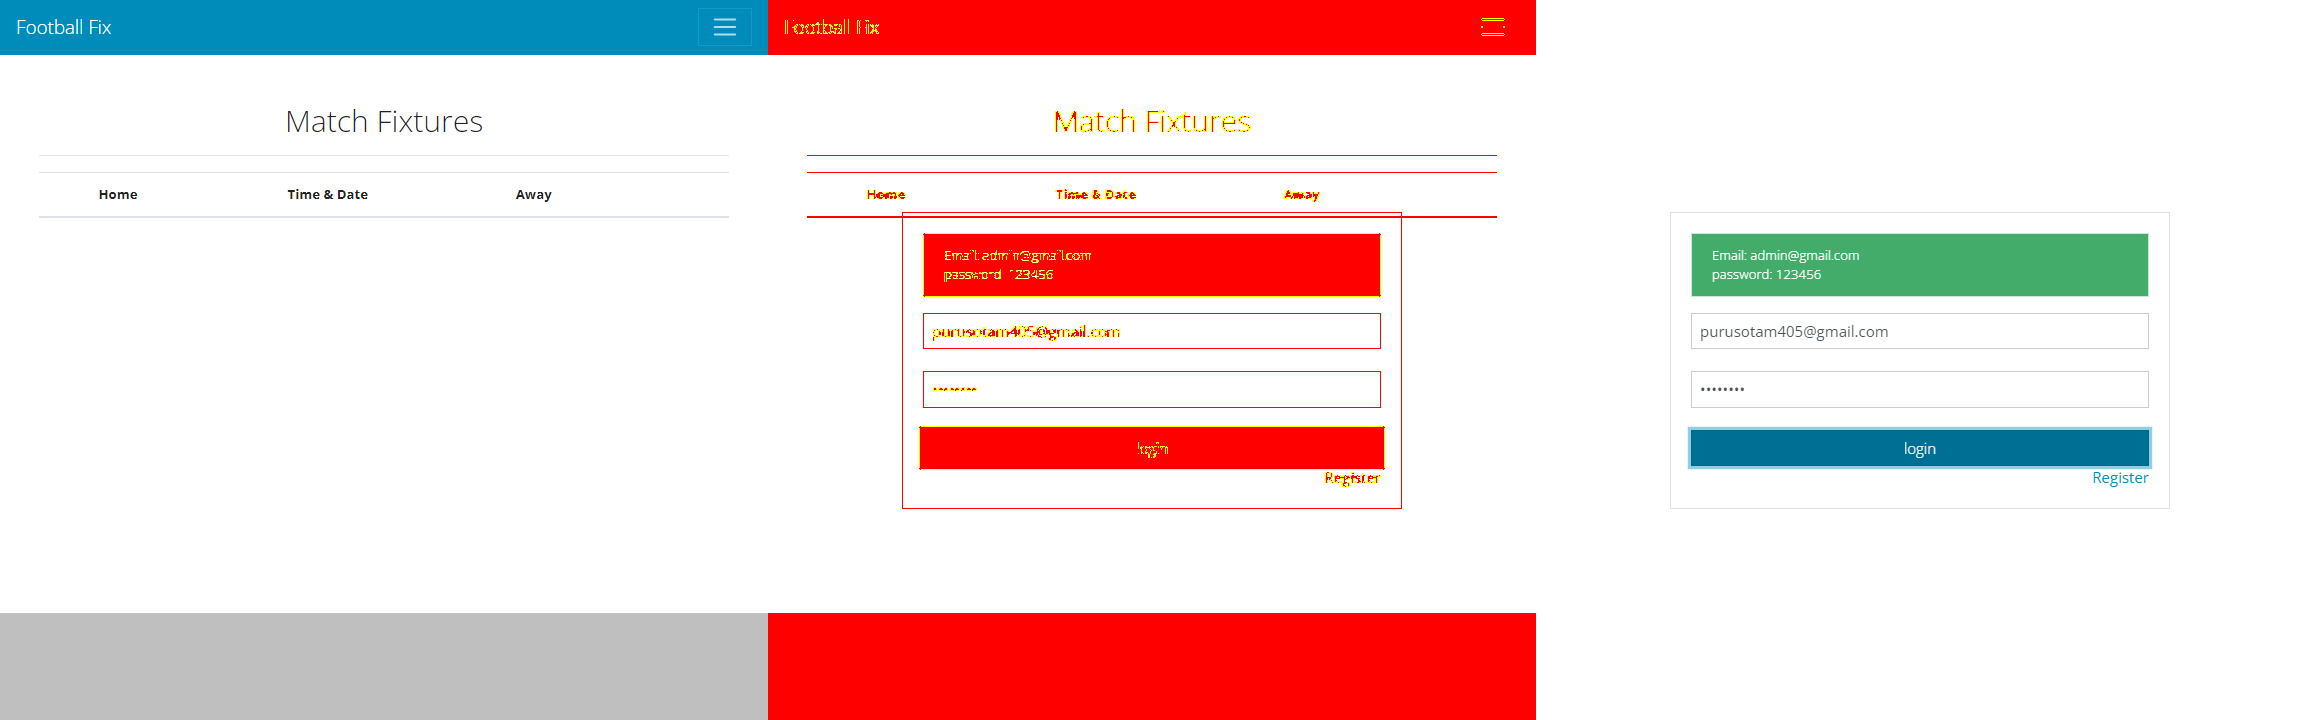 Football Fix
Match Fixtures
Home Time & Date Away
Football Fix
Match Fixtures
Home Time & Date Away
Email: admin@gmail.com
password: 123456
purusotam405@gmail.com
••••••••
login
Register
Email: admin@gmail.com
password: 123456
purusotam405@gmail.com
••••••••
login
Register